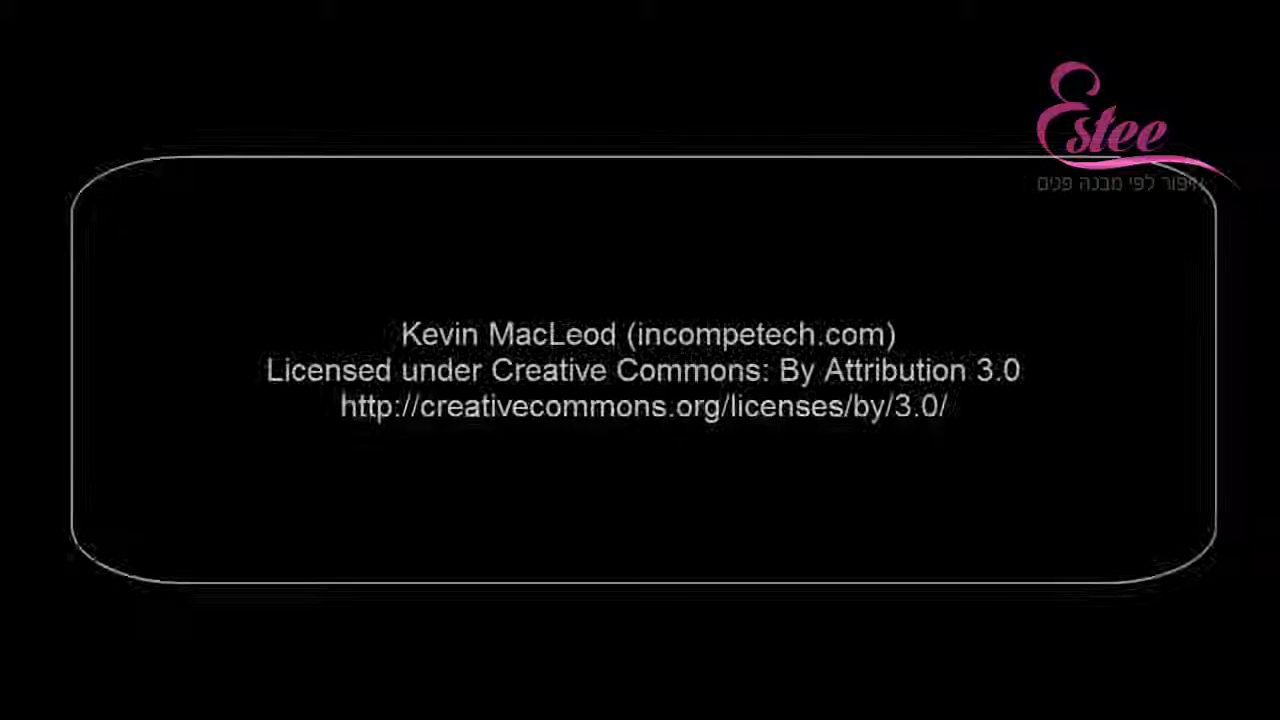 Estee
איפור לפי מבנה פנים
Kevin MacLeod (incompetech.com)
Licensed under Creative Commons: By Attribution 3.0
http://creativecommons.org/licenses/by/3.0/